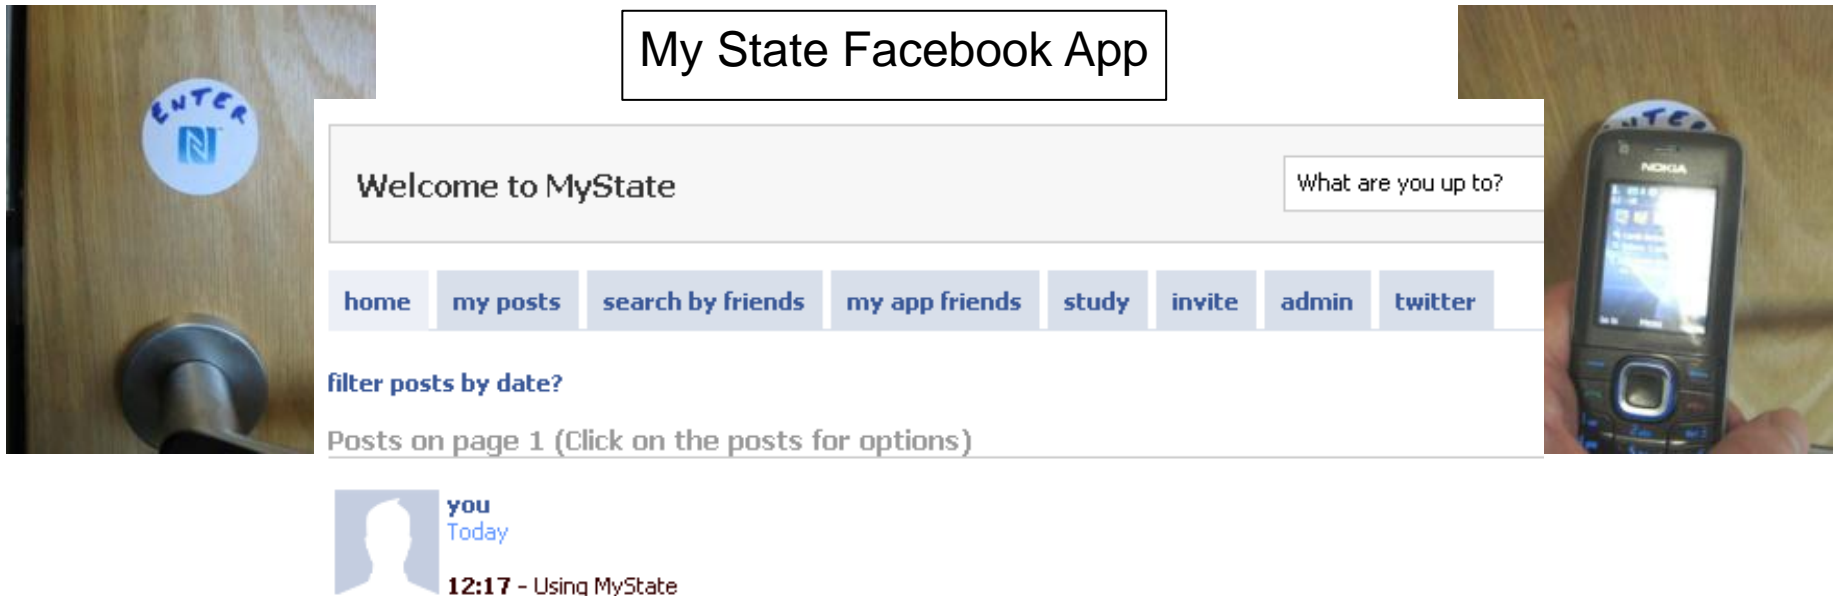 My State Facebook App
ENTER
Welcome to MyState
What are you up to?
NOKIA
home my posts search by friends my app friends study invite admin twitter
filter posts by date?
Posts on page 1 (Click on the posts for options)
you
Today
12:17 - Using MyState